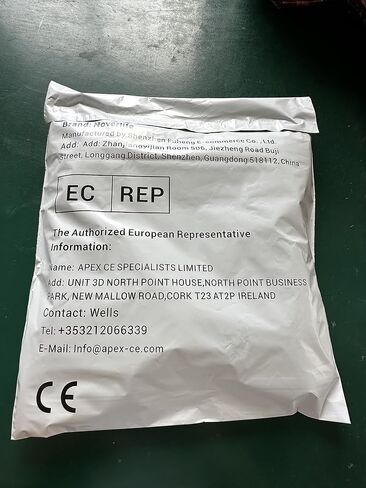 Brand: Noverlife
Manufactured by Shenzhen Fuheng E-commerce Co., Ltd.
Add: Add: Zhanjiangyijian Room 506, Jiezheng Road Buji
Street, Longgang District, Shenzhen, Guangdong 518112, China
EC REP
The Authorized European Representative
Information:
Name: APEX CE SPECIALISTS LIMITED
Add: UNIT 3D NORTH POINT HOUSE,NORTH POINT BUSINESS
PARK, NEW MALLOW ROAD,CORK T23 AT2P IRELAND
Contact: Wells
Tel: +353212066339
E-Mail: Info@apex-ce.com
CE